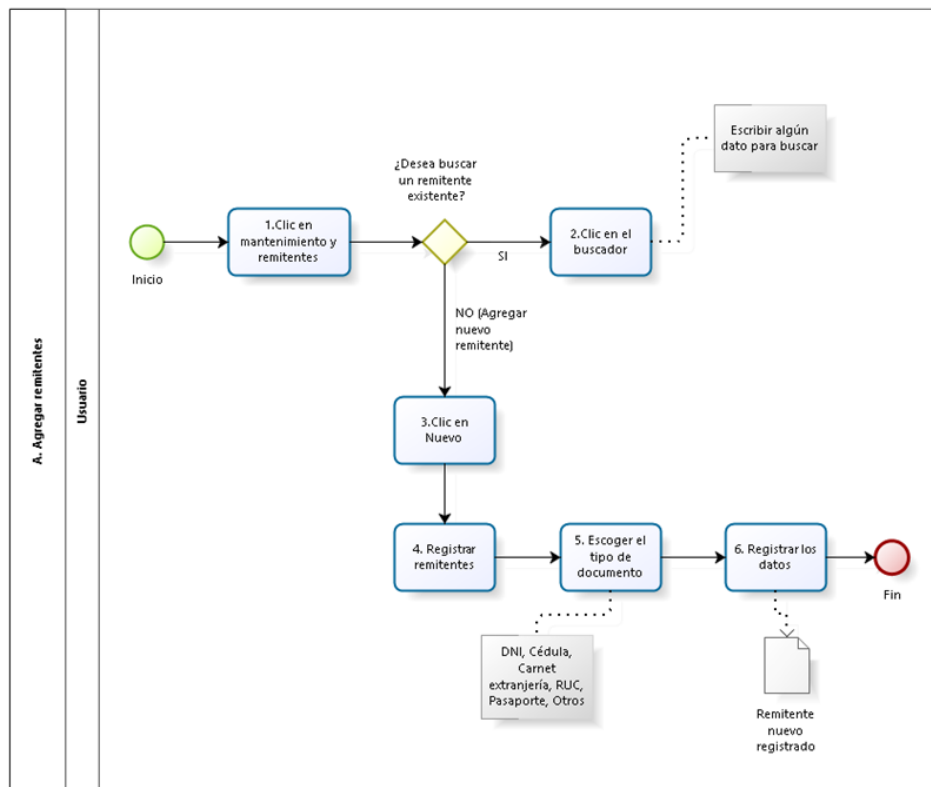 A. Agregar remitentes
Usuario
Inicio
1.Clic en
mantenimiento y
remitentes
¿Desea buscar
un remitente
existente?
SI
2.Clic en el
buscador
Escribir algún
dato para buscar
NO (Agregar
nuevo
remitente)
3.Clic en
Nuevo
4. Registrar
remitentes
5. Escoger el
tipo de
documento
DNI, Cédula,
Carnet
extranjería, RUC,
Pasaporte, Otros
6. Registrar los
datos
Remitente
nuevo
registrado
Fin